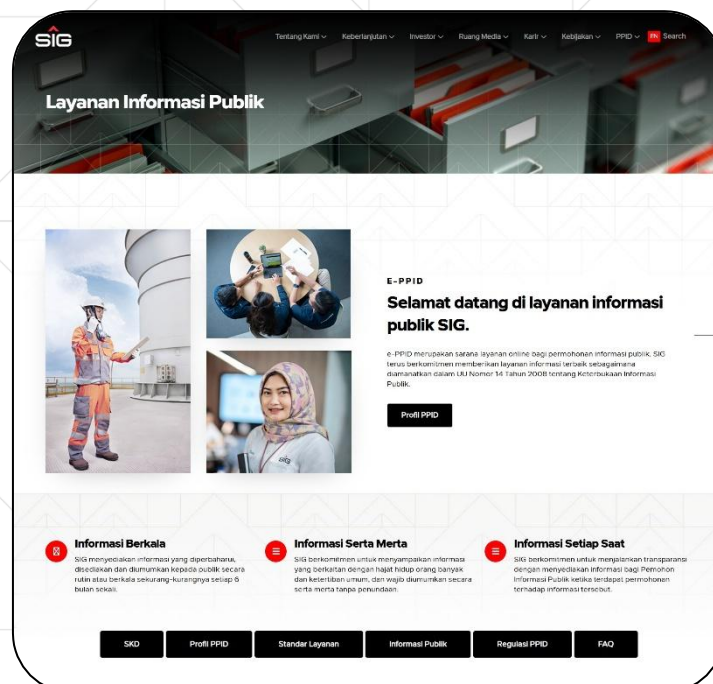 SIG
Tentang Kami
Keberlanjutan
Investor
Ruang Media
Karir
Kebijakan
PPID
EN
Search
Layanan Informasi Publik
E-PPID
Selamat datang di layanan informasi
publik SIG.
e-PPID merupakan sarana layanan online bagi permohonan informasi publik. SIG
terus berkomitmen memberikan layanan informasi terbaik sebagaimana
diamanatkan dalam UU Nomor 14 Tahun 2008 tentang Keterbukaan Informasi
Publik.
Profil PPID
Informasi Berkala
SIG menyediakan informasi yang diperbaharui,
disediakan dan diumumkan kepada publik secara
rutin atau berkala sekurang-kurangnya setiap 6
bulan sekali.
Informasi Serta Merta
SIG berkomitmen untuk menyampaikan informasi
yang berkaitan dengan hajat hidup orang banyak
dan ketertiban umum, dan wajib diumumkan secara
serta merta tanpa penundaan.
Informasi Setiap Saat
SIG berkomitmen untuk menjalankan transparansi
dengan menyediakan informasi bagi Pemohon
Informasi Publik ketika terdapat permohonan
terhadap informasi tersebut.
SKD
Profil PPID
Standar Layanan
Informasi Publik
Regulasi PPID
FAQ